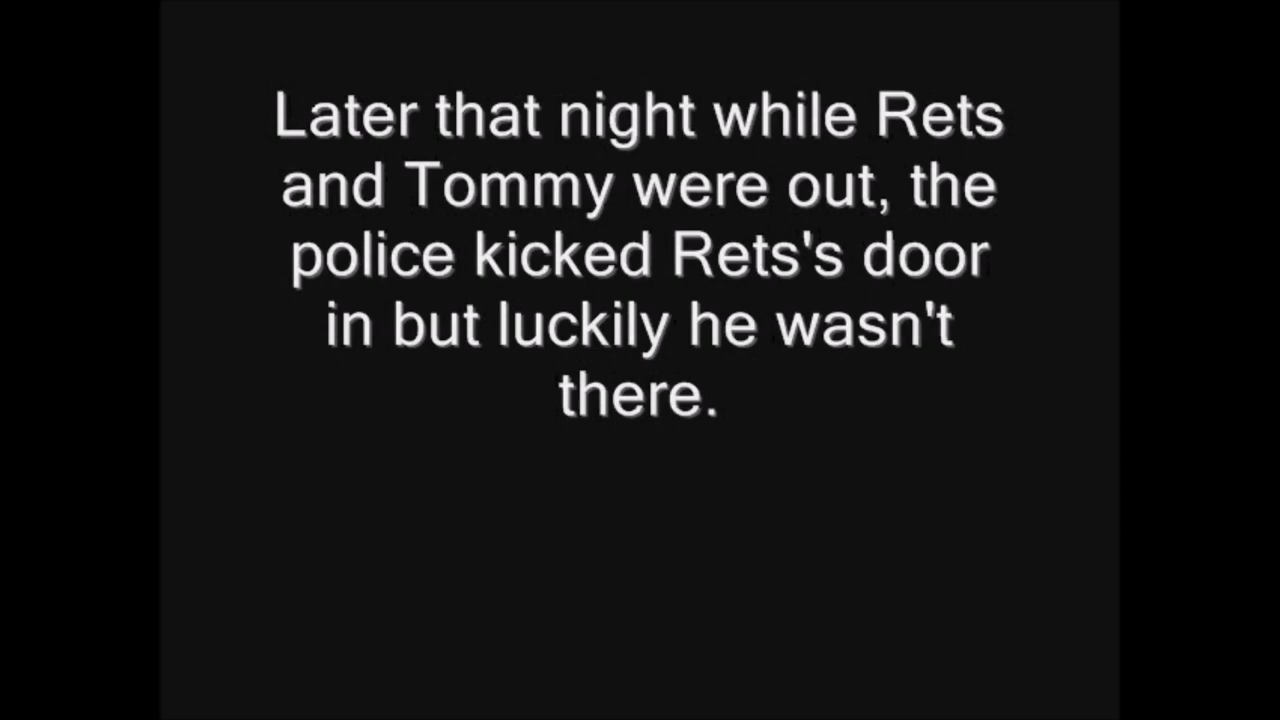 Later that night while Rets
and Tommy were out, the
police kicked Rets's door
in but luckily he wasn't
there.